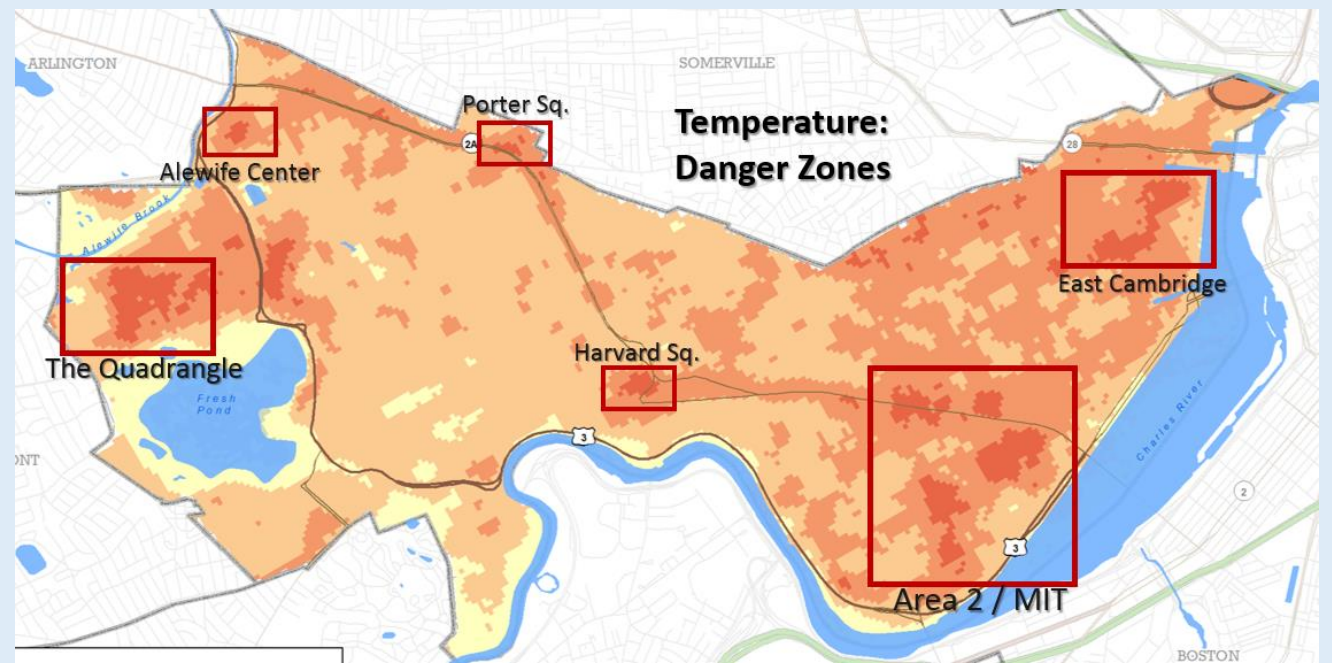 ARLINGTON
SOMERVILLE
Porter Sq.
Temperature:
Danger Zones
2A
28
Alewife Center
Alewife Brook
East Cambridge
The Quadrangle
Harvard Sq.
Fresh
Pond
3
Charles River
ONT
2
3
Area 2 / MIT
BOSTON